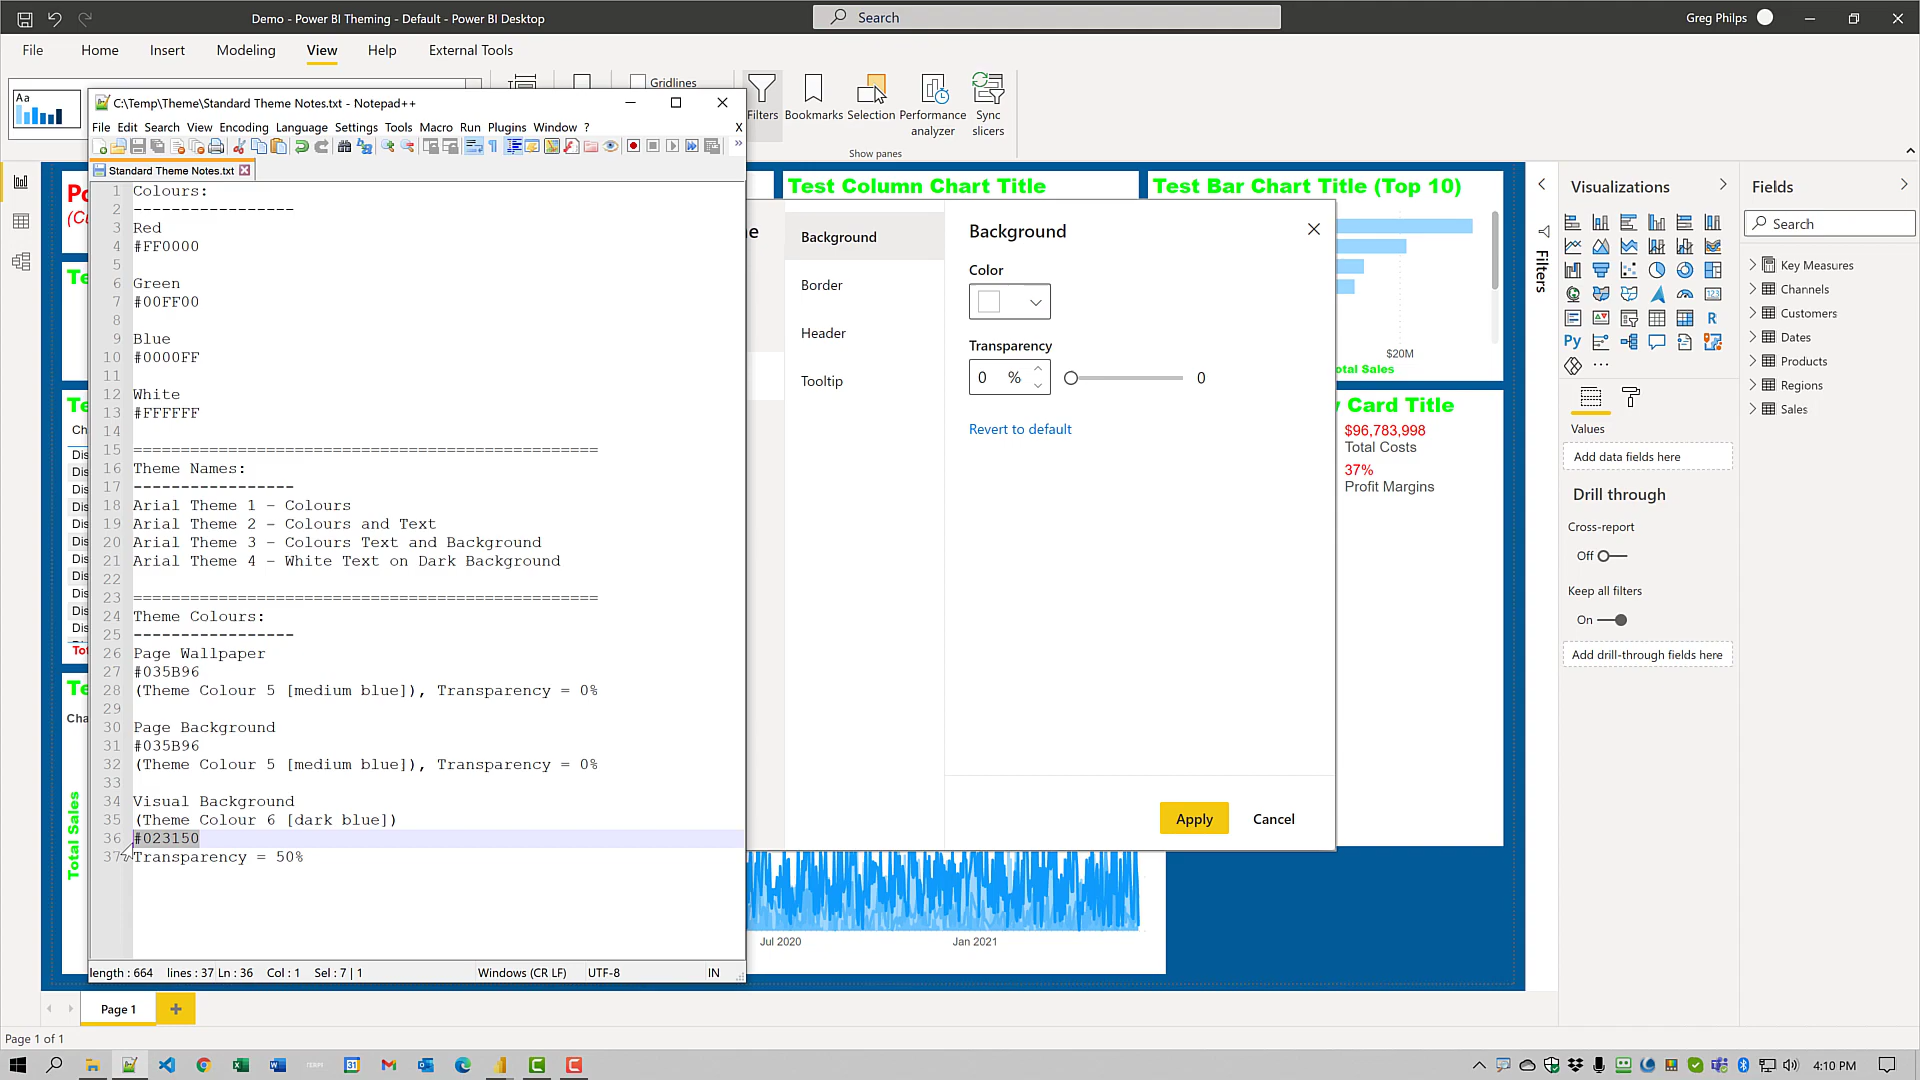 Demo - Power BI Theming - Default - Power BI Desktop
Search
Greg Philps
File
Home
Insert
Modeling
View
Help
External Tools
Aa
Gridlines
Filters
Bookmarks
Selection
Performance
analyzer
Sync
slicers
Show panes
C:\Temp\Theme\Standard Theme Notes.txt - Notepad++
File Edit Search View Encoding Language Settings Tools Macro Run Plugins Window ?
X
Standard Theme Notes.txt
1 Colours:
2 -----------------
3 Red
4 #FF0000
5
6 Green
7 #00FF00
8
9 Blue
10 #0000FF
11
12 White
13 #FFFFFF
14
15 =================================================
16 Theme Names:
17 -----------------
18 Arial Theme 1 - Colours
19 Arial Theme 2 - Colours and Text
20 Arial Theme 3 - Colours Text and Background
21 Arial Theme 4 - White Text on Dark Background
22
23 =================================================
24 Theme Colours:
25 -----------------
26 Page Wallpaper
27 #035B96
28 (Theme Colour 5 [medium blue]), Transparency = 0%
29
30 Page Background
31 #035B96
32 (Theme Colour 5 [medium blue]), Transparency = 0%
33
34 Visual Background
35 (Theme Colour 6 [dark blue])
36 #023150
37 Transparency = 50%
length : 664 lines : 37 Ln : 36 Col : 1 Sel : 7 | 1
Windows (CR LF)
UTF-8
IN
Test Column Chart Title
Test Bar Chart Title (Top 10)
Background
Border
Header
Tooltip
Background
Color
Transparency
0 %
0
Revert to default
Apply
Cancel
$20M
Card Title
$96,783,998
Total Costs
37%
Profit Margins
Total Sales
Jul 2020
Jan 2021
Filters
Visualizations
R
Py
Values
Add data fields here
Drill through
Cross-report
Off
Keep all filters
On
Add drill-through fields here
Fields
Search
Key Measures
Channels
Customers
Dates
Products
Regions
Sales
Page 1
Page 1 of 1
4:10 PM